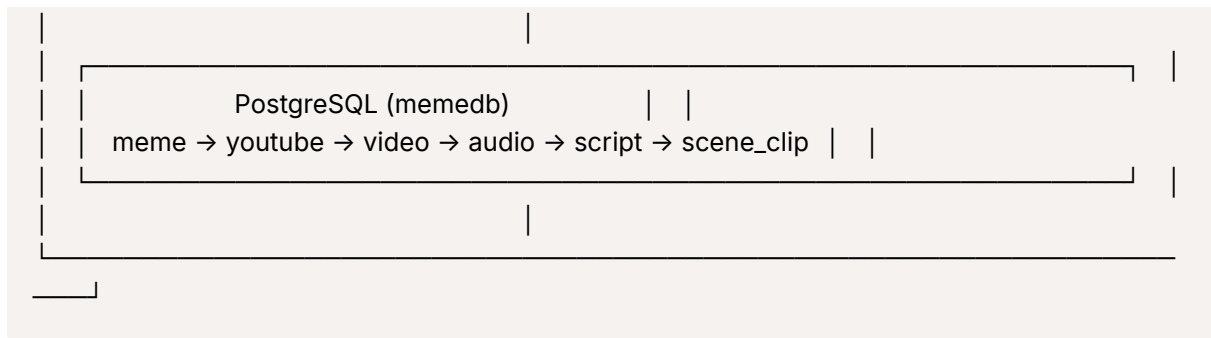 PostgreSQL (memedb)
meme → youtube → video → audio → script → scene_clip